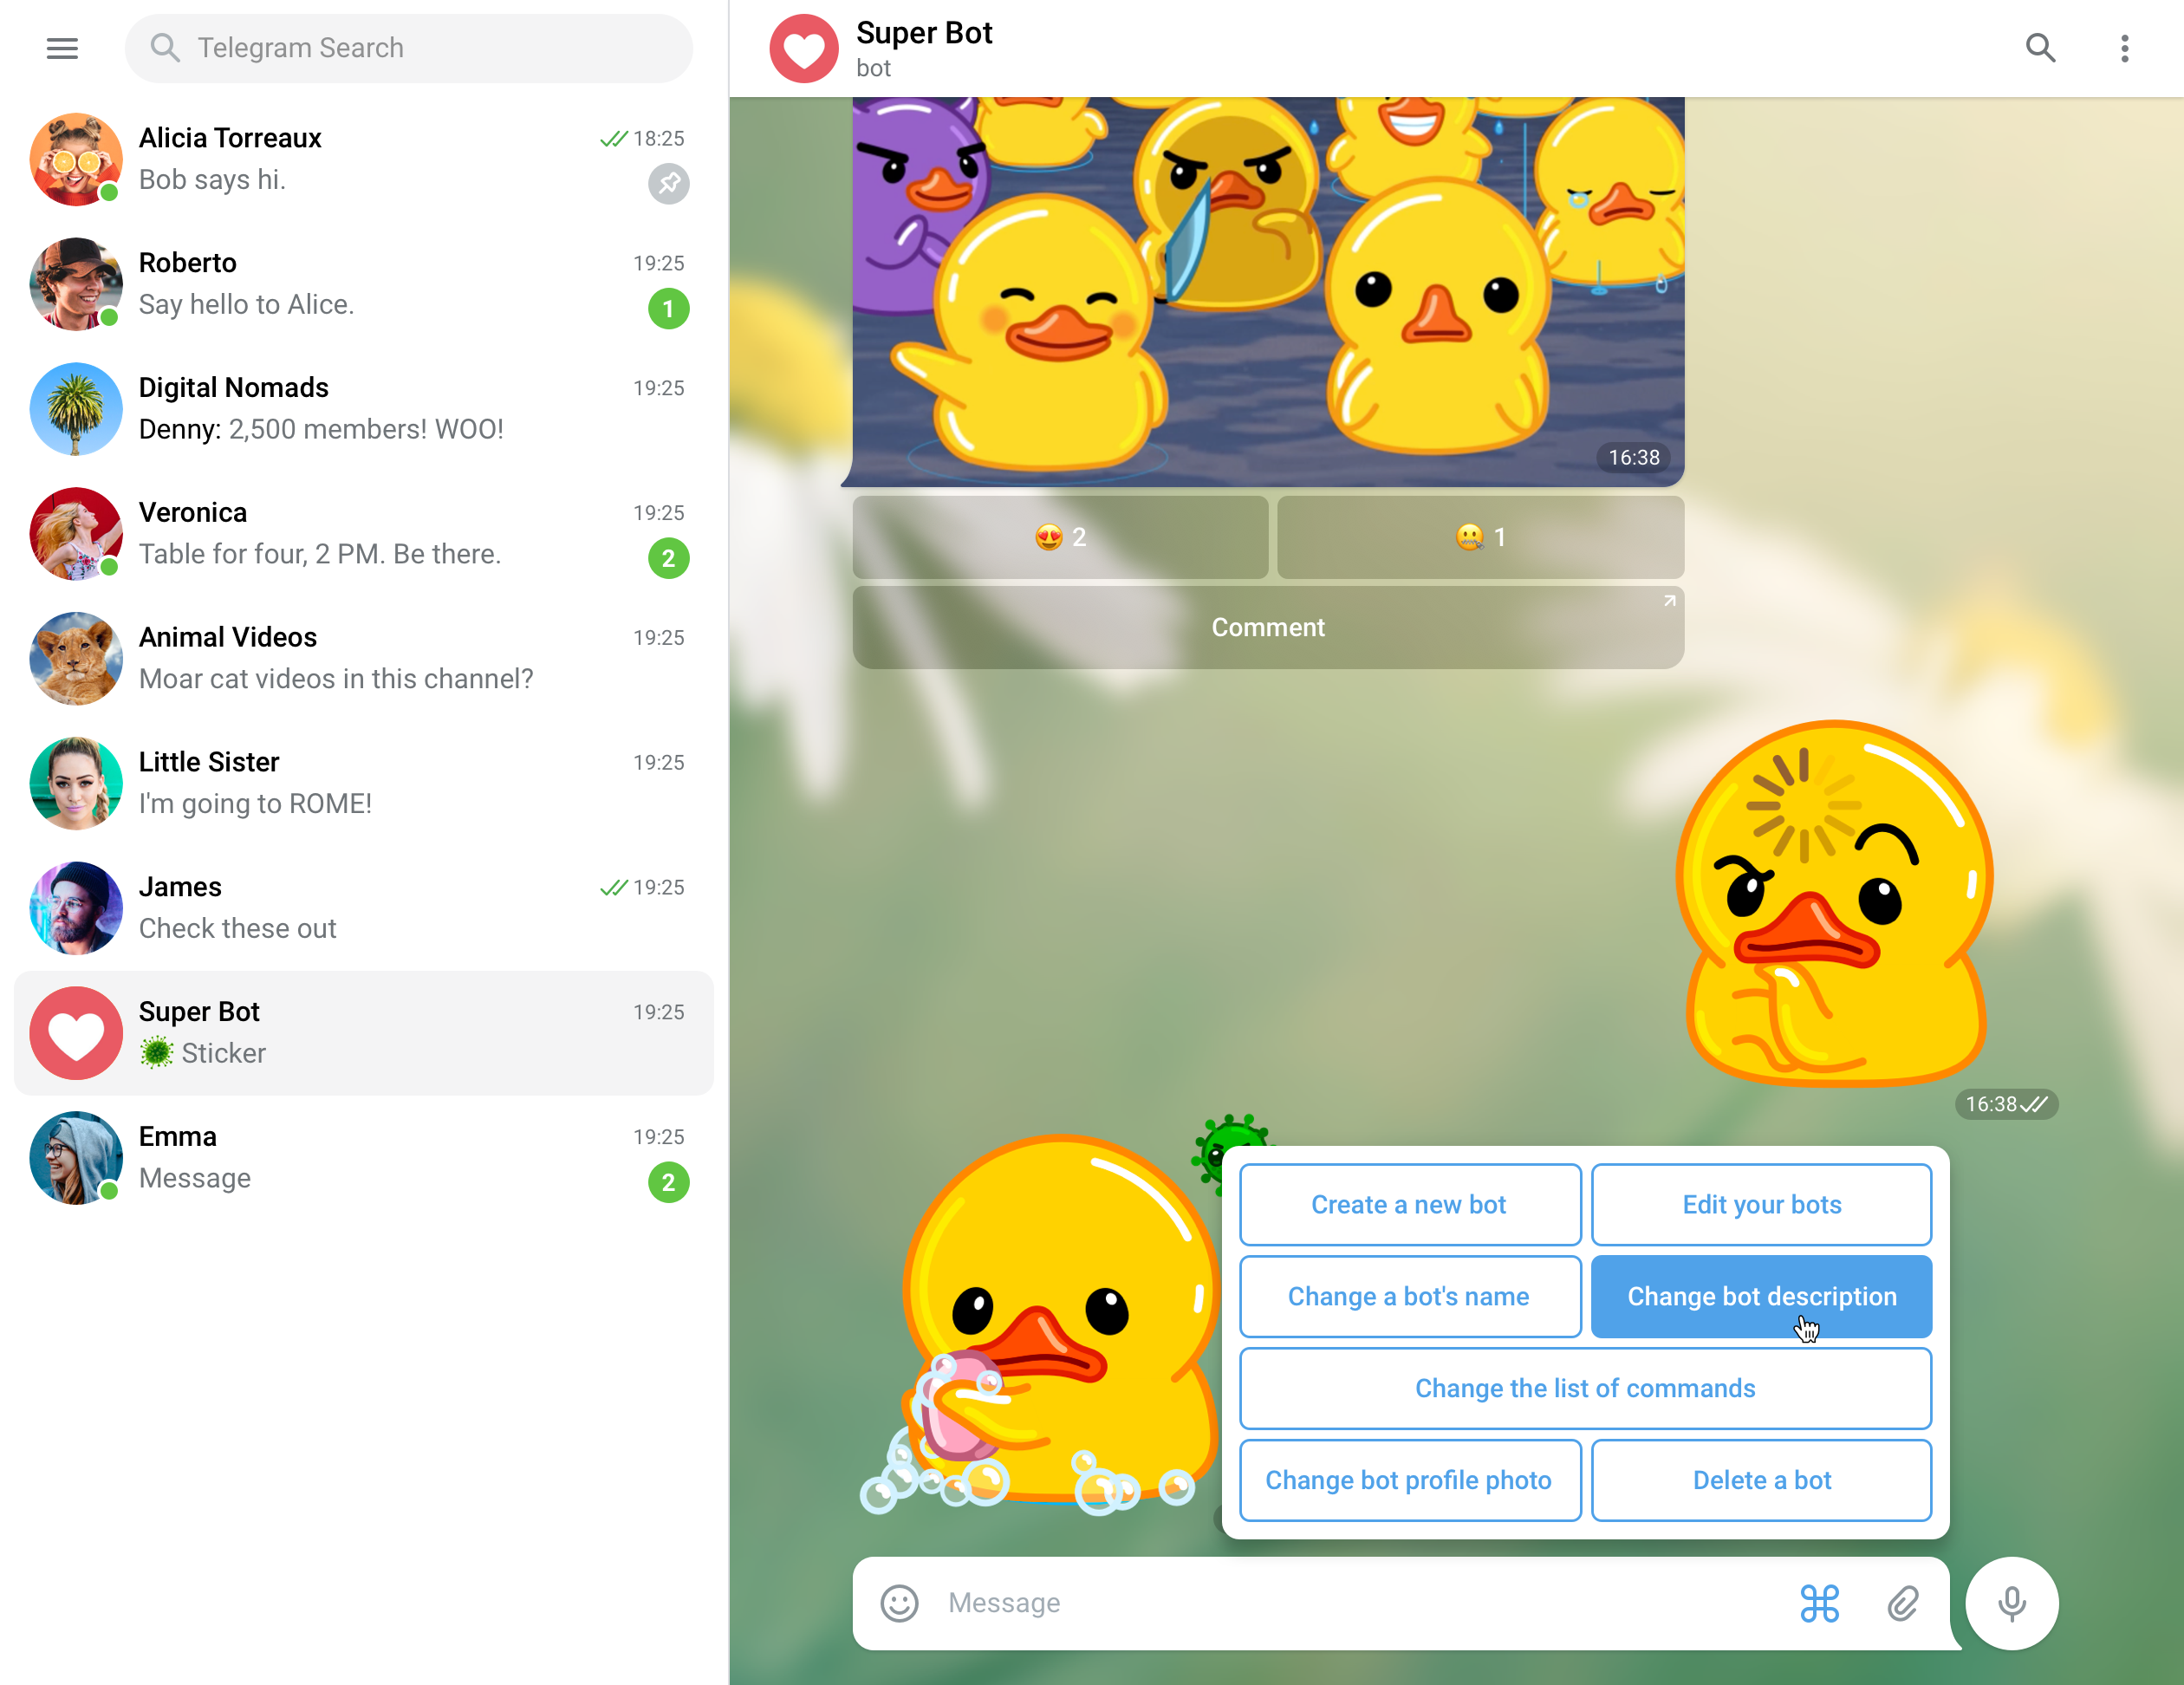 Telegram Search
Alicia Torreaux
18:25
Bob says hi.
Roberto
19:25
Say hello to Alice.
1
Digital Nomads
19:25
Denny: 2,500 members! WOO!
Veronica
19:25
Table for four, 2 PM. Be there.
2
Animal Videos
19:25
Moar cat videos in this channel?
Little Sister
19:25
I'm going to ROME!
James
19:25
Check these out
Super Bot
19:25
🦠 Sticker
Emma
19:25
Message
2
Super Bot
bot
16:38
😍 2
🤐 1
Comment
16:38
Create a new bot
Edit your bots
Change a bot's name
Change bot description
Change the list of commands
Change bot profile photo
Delete a bot
Message